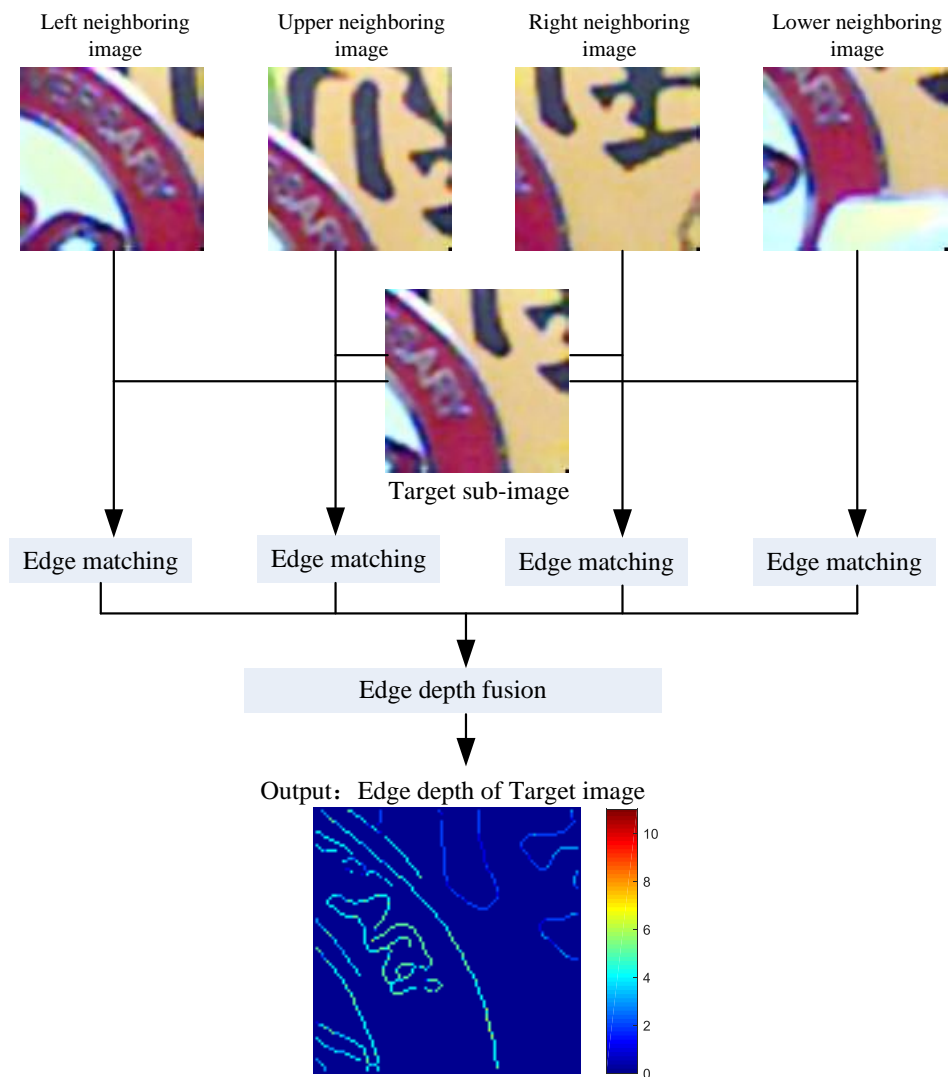 Left neighboring
image
Upper neighboring
image
Right neighboring
image
Lower neighboring
image
Target sub-image
Edge matching
Edge matching
Edge matching
Edge matching
Edge depth fusion
Output：Edge depth of Target image
10
8
6
4
2
0